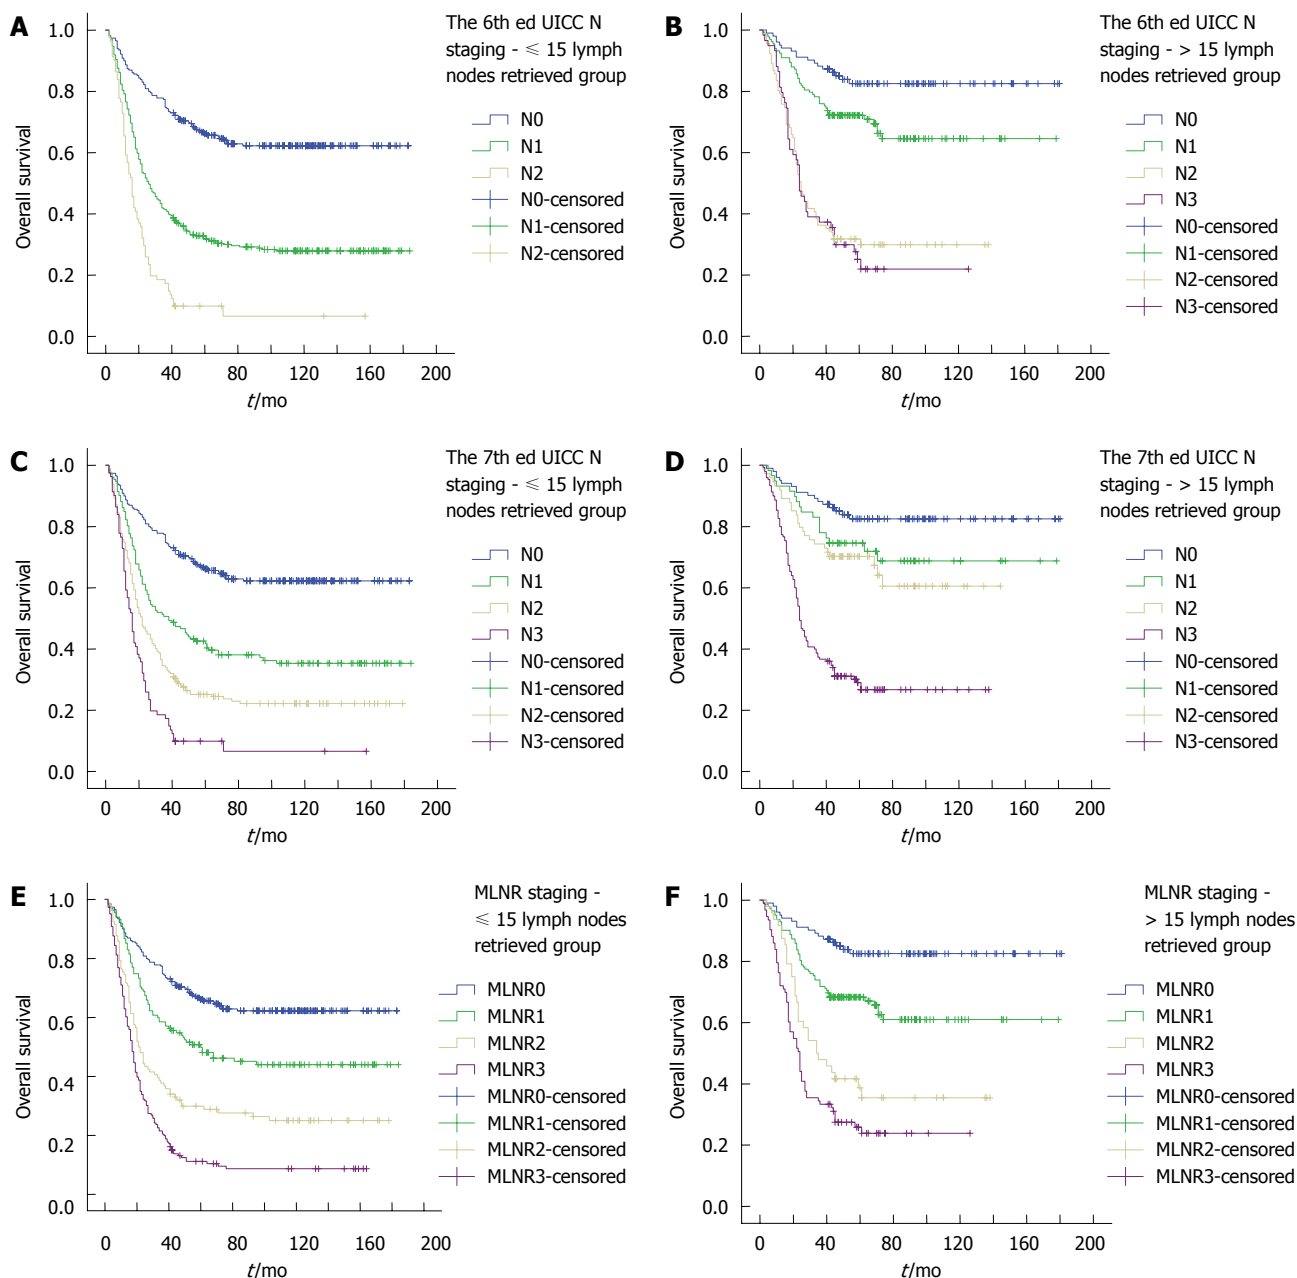 A
The 6th ed UICC N
staging - ≤ 15 lymph
nodes retrieved group
1.0
0.8
0.6
0.4
0.2
0.0
Overall survival
N0
N1
N2
N0-censored
N1-censored
N2-censored
0 40 80 120 160 200
t/mo
B
The 6th ed UICC N
staging - > 15 lymph
nodes retrieved group
1.0
0.8
0.6
0.4
0.2
0.0
Overall survival
N0
N1
N2
N3
N0-censored
N1-censored
N2-censored
N3-censored
0 40 80 120 160 200
t/mo
C
The 7th ed UICC N
staging - ≤ 15 lymph
nodes retrieved group
1.0
0.8
0.6
0.4
0.2
0.0
Overall survival
N0
N1
N2
N3
N0-censored
N1-censored
N2-censored
N3-censored
0 40 80 120 160 200
t/mo
D
The 7th ed UICC N
staging - > 15 lymph
nodes retrieved group
1.0
0.8
0.6
0.4
0.2
0.0
Overall survival
N0
N1
N2
N3
N0-censored
N1-censored
N2-censored
N3-censored
0 40 80 120 160 200
t/mo
E
MLNR staging -
≤ 15 lymph nodes
retrieved group
1.0
0.8
0.6
0.4
0.2
0.0
Overall survival
MLNR0
MLNR1
MLNR2
MLNR3
MLNR0-censored
MLNR1-censored
MLNR2-censored
MLNR3-censored
0 40 80 120 160 200
t/mo
F
MLNR staging -
> 15 lymph nodes
retrieved group
1.0
0.8
0.6
0.4
0.2
0.0
Overall survival
MLNR0
MLNR1
MLNR2
MLNR3
MLNR0-censored
MLNR1-censored
MLNR2-censored
MLNR3-censored
0 40 80 120 160 200
t/mo